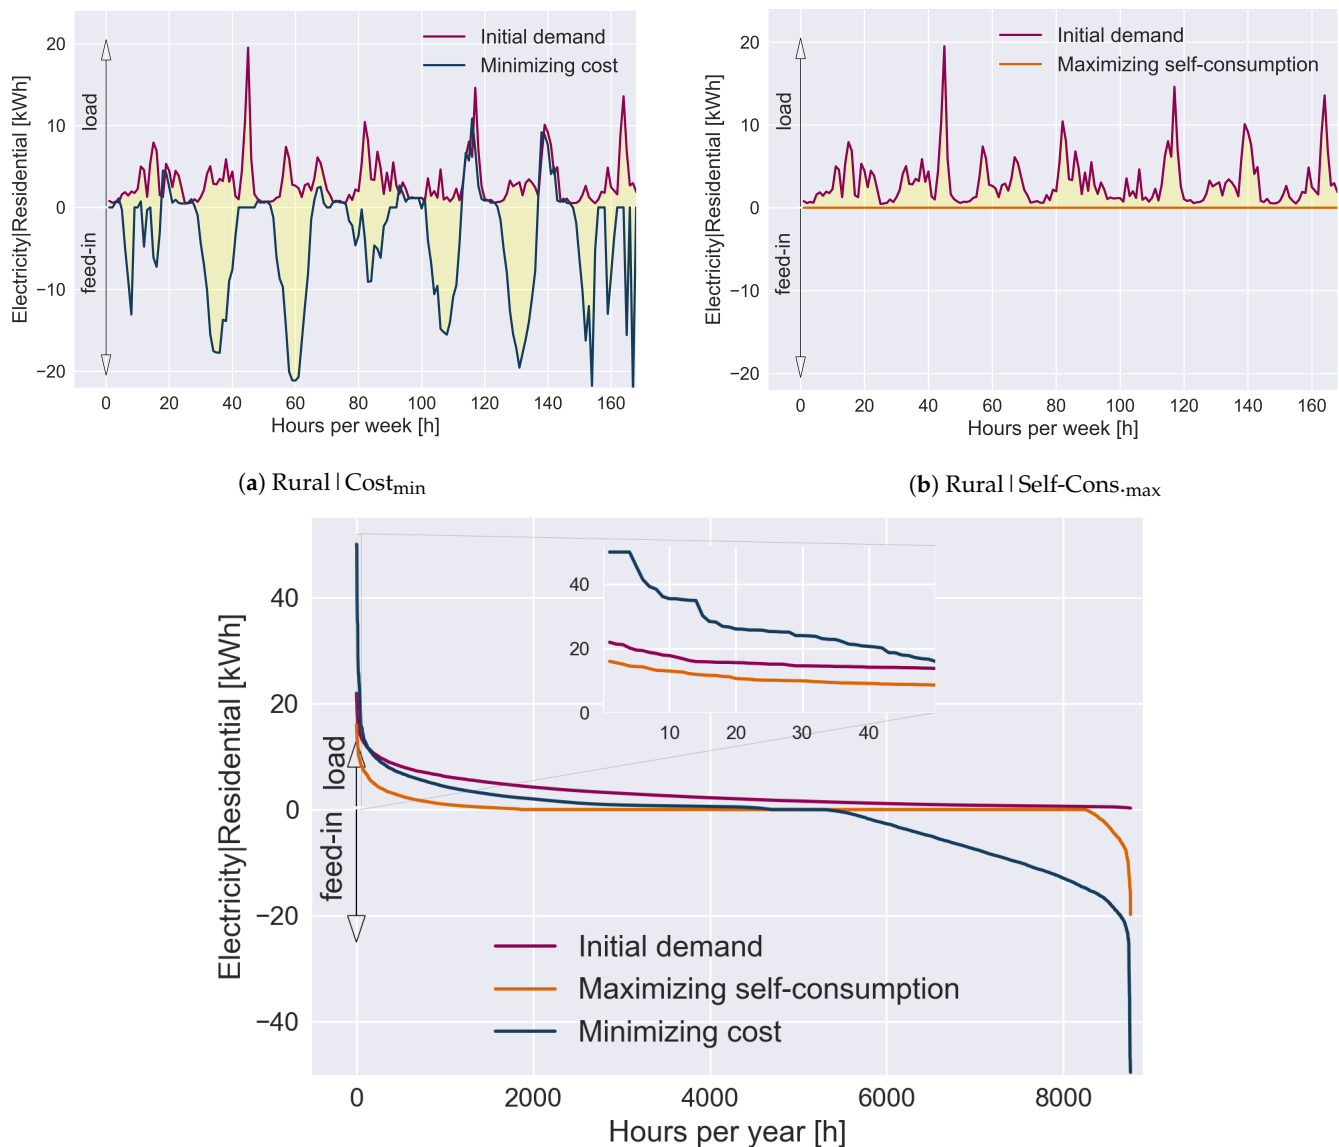 Initial demand
Minimizing cost
20
10
0
−10
−20
load
feed-in
Electricity|Residential [kWh]
0 20 40 60 80 100 120 140 160
Hours per week [h]
(a) Rural | Cost_min
Initial demand
Maximizing self-consumption
20
10
0
−10
−20
load
feed-in
Electricity|Residential [kWh]
0 20 40 60 80 100 120 140 160
Hours per week [h]
(b) Rural | Self-Cons._max
40
20
0
−20
−40
load
feed-in
Electricity|Residential [kWh]
40
20
0
10 20 30 40
Initial demand
Maximizing self-consumption
Minimizing cost
0 2000 4000 6000 8000
Hours per year [h]